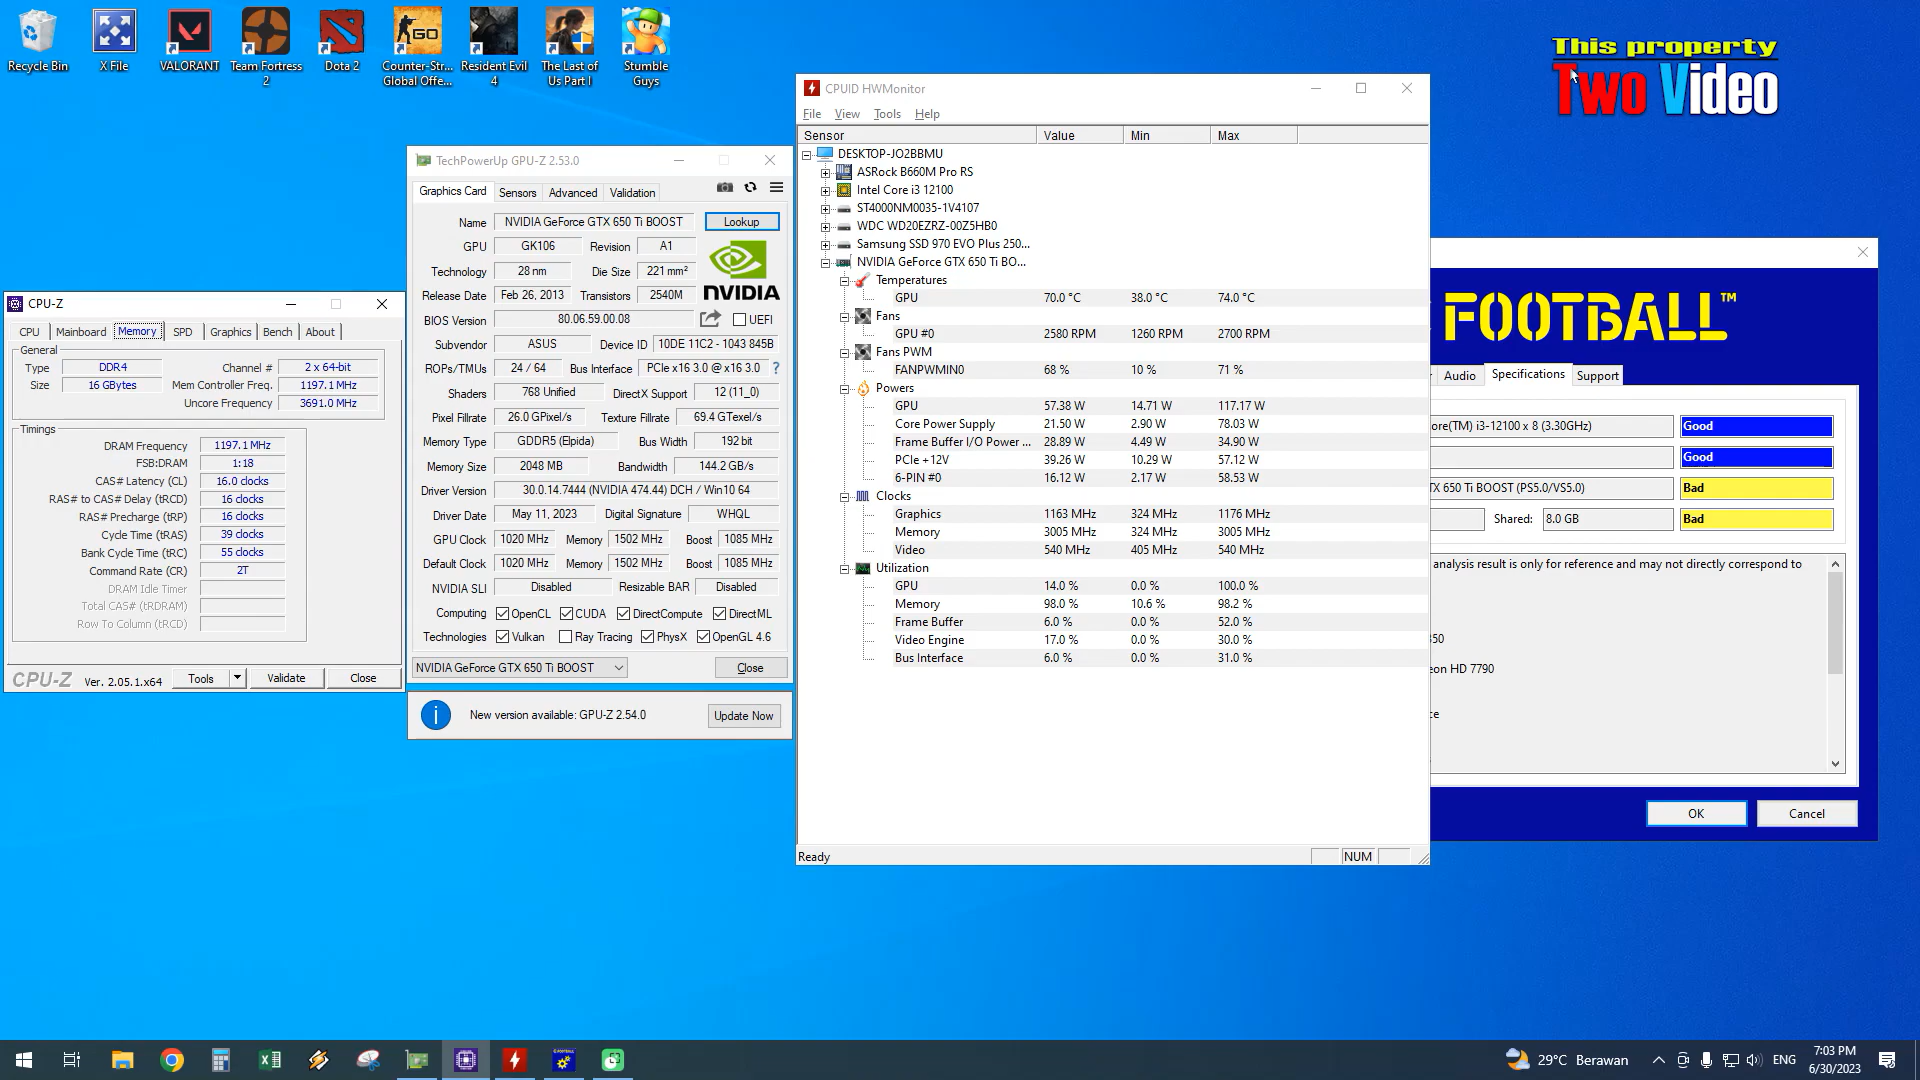 Recycle Bin
X File
VALORANT
Team Fortress
2
Dota 2
Counter-Str...
Global Offe...
Resident Evil
4
The Last of
Us Part I
Stumble
Guys
This property
Two Video
CPU-Z
CPU Mainboard Memory SPD Graphics Bench About
General
Type DDR4 Channel # 2 x 64-bit
Size 16 GBytes Mem Controller Freq. 1197.1 MHz
Uncore Frequency 3691.0 MHz
Timings
DRAM Frequency 1197.1 MHz
FSB:DRAM 1:18
CAS# Latency (CL) 16.0 clocks
RAS# to CAS# Delay (tRCD) 16 clocks
RAS# Precharge (tRP) 16 clocks
Cycle Time (tRAS) 39 clocks
Bank Cycle Time (tRC) 55 clocks
Command Rate (CR) 2T
DRAM Idle Timer
Total CAS# (tRDRAM)
Row To Column (tRCD)
CPU-Z Ver. 2.05.1.x64 Tools Validate Close
TechPowerUp GPU-Z 2.53.0
Graphics Card Sensors Advanced Validation
Name NVIDIA GeForce GTX 650 Ti BOOST Lookup
GPU GK106 Revision A1
Technology 28 nm Die Size 221 mm²
NVIDIA
Release Date Feb 26, 2013 Transistors 2540M
BIOS Version 80.06.59.00.08 UEFI
Subvendor ASUS Device ID 10DE 11C2 - 1043 845B
ROPs/TMUs 24 / 64 Bus Interface PCIe x16 3.0 @ x16 3.0 ?
Shaders 768 Unified DirectX Support 12 (11_0)
Pixel Fillrate 26.0 GPixel/s Texture Fillrate 69.4 GTexel/s
Memory Type GDDR5 (Elpida) Bus Width 192 bit
Memory Size 2048 MB Bandwidth 144.2 GB/s
Driver Version 30.0.14.7444 (NVIDIA 474.44) DCH / Win10 64
Driver Date May 11, 2023 Digital Signature WHQL
GPU Clock 1020 MHz Memory 1502 MHz Boost 1085 MHz
Default Clock 1020 MHz Memory 1502 MHz Boost 1085 MHz
NVIDIA SLI Disabled Resizable BAR Disabled
Computing OpenCL CUDA DirectCompute DirectML
Technologies Vulkan Ray Tracing PhysX OpenGL 4.6
NVIDIA GeForce GTX 650 Ti BOOST Close
New version available: GPU-Z 2.54.0 Update Now
CPUID HWMonitor
File View Tools Help
Sensor Value Min Max
DESKTOP-JO2BBMU
ASRock B660M Pro RS
Intel Core i3 12100
ST4000NM0035-1V4107
WDC WD20EZRZ-00Z5HB0
Samsung SSD 970 EVO Plus 250...
NVIDIA GeForce GTX 650 Ti BO...
Temperatures
GPU 70.0 °C 38.0 °C 74.0 °C
Fans
GPU #0 2580 RPM 1260 RPM 2700 RPM
Fans PWM
FANPWMIN0 68 % 10 % 71 %
Powers
GPU 57.38 W 14.71 W 117.17 W
Core Power Supply 21.50 W 2.90 W 78.03 W
Frame Buffer I/O Power ... 28.89 W 4.49 W 34.90 W
PCIe +12V 39.26 W 10.29 W 57.12 W
6-PIN #0 16.12 W 2.17 W 58.53 W
Clocks
Graphics 1163 MHz 324 MHz 1176 MHz
Memory 3005 MHz 324 MHz 3005 MHz
Video 540 MHz 405 MHz 540 MHz
Utilization
GPU 14.0 % 0.0 % 100.0 %
Memory 98.0 % 10.6 % 98.2 %
Frame Buffer 6.0 % 0.0 % 52.0 %
Video Engine 17.0 % 0.0 % 30.0 %
Bus Interface 6.0 % 0.0 % 31.0 %
Ready NUM
FOOTBALL™
Audio Specifications Support
ore(TM) i3-12100 x 8 (3.30GHz) Good
Good
TX 650 Ti BOOST (PS5.0/VS5.0) Bad
Shared: 8.0 GB Bad
analysis result is only for reference and may not directly correspond to
50
eon HD 7790
ce
OK Cancel
29°C Berawan ENG 7:03 PM
6/30/2023